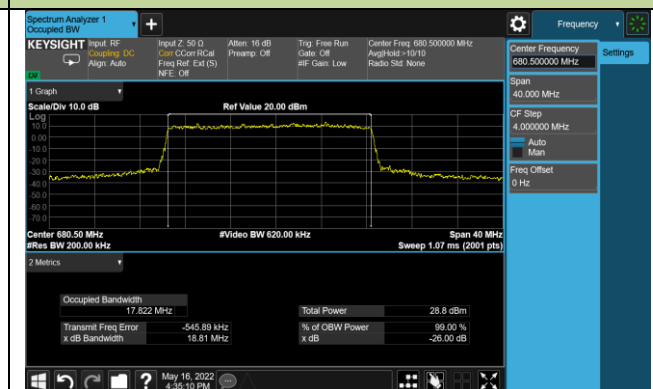 Spectrum Analyzer 1
Occupied BW
+
Frequency
KEYSIGHT
Input: RF
Coupling: DC
Align: Auto
Input Z: 50 Ω
Corr CCorr RCal
Freq Ref: Ext (S)
NFE: Off
Atten: 16 dB
Preamp: Off
Trig: Free Run
Gate: Off
#IF Gain: Low
Center Freq: 680.500000 MHz
Avg|Hold:>10/10
Radio Std: None
Center Frequency
680.500000 MHz
Settings
Span
40.000 MHz
CF Step
4.000000 MHz
Auto
Man
Freq Offset
0 Hz
1 Graph
Scale/Div 10.0 dB
Ref Value 20.00 dBm
Log
10.0
0.00
-10.0
-20.0
-30.0
-40.0
-50.0
-60.0
-70.0
Center 680.50 MHz
#Video BW 620.00 kHz
Span 40 MHz
#Res BW 200.00 kHz
Sweep 1.07 ms (2001 pts)
2 Metrics
Occupied Bandwidth
17.822 MHz
Total Power
28.8 dBm
Transmit Freq Error
-545.89 kHz
% of OBW Power
99.00 %
x dB Bandwidth
18.81 MHz
x dB
-26.00 dB
?
May 16, 2022
4:35:10 PM